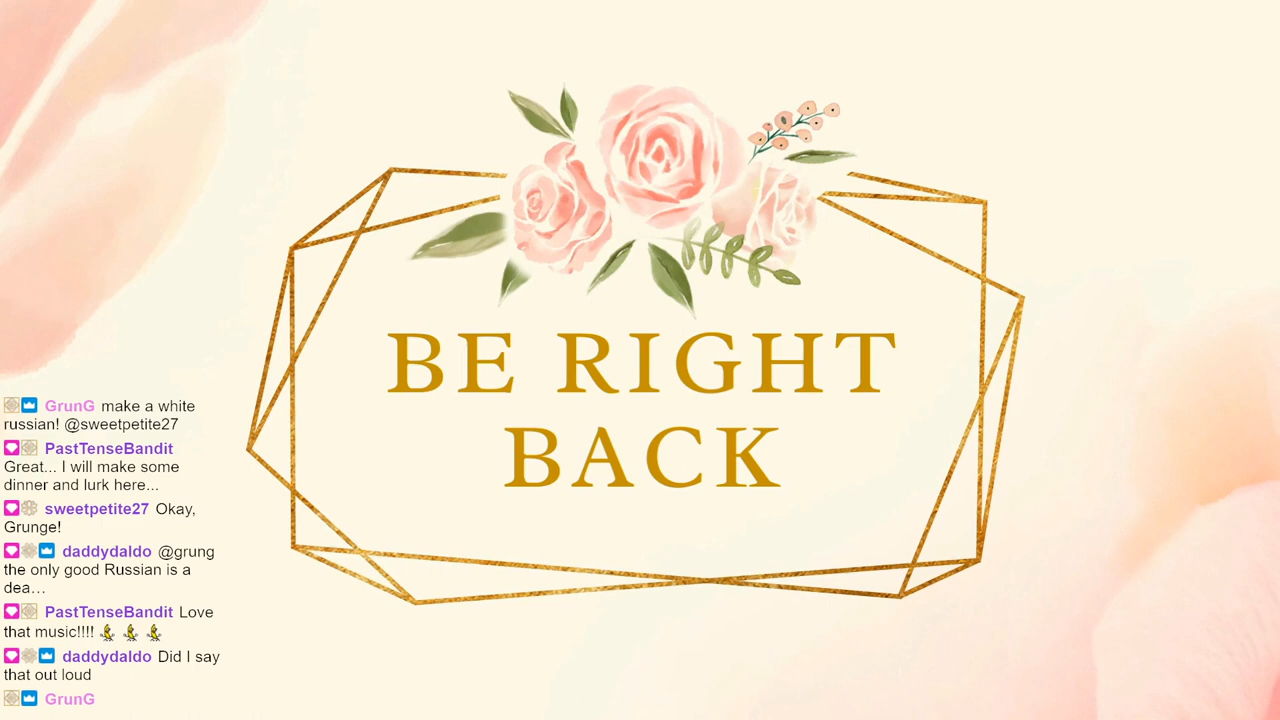 BE RIGHT
BACK
GrunG make a white
russian! @sweetpetite27
PastTenseBandit
Great... I will make some
dinner and lurk here...
sweetpetite27 Okay,
Grunge!
daddydaldo @grung
the only good Russian is a
dea...
PastTenseBandit Love
that music!!!!
daddydaldo Did I say
that out loud
GrunG